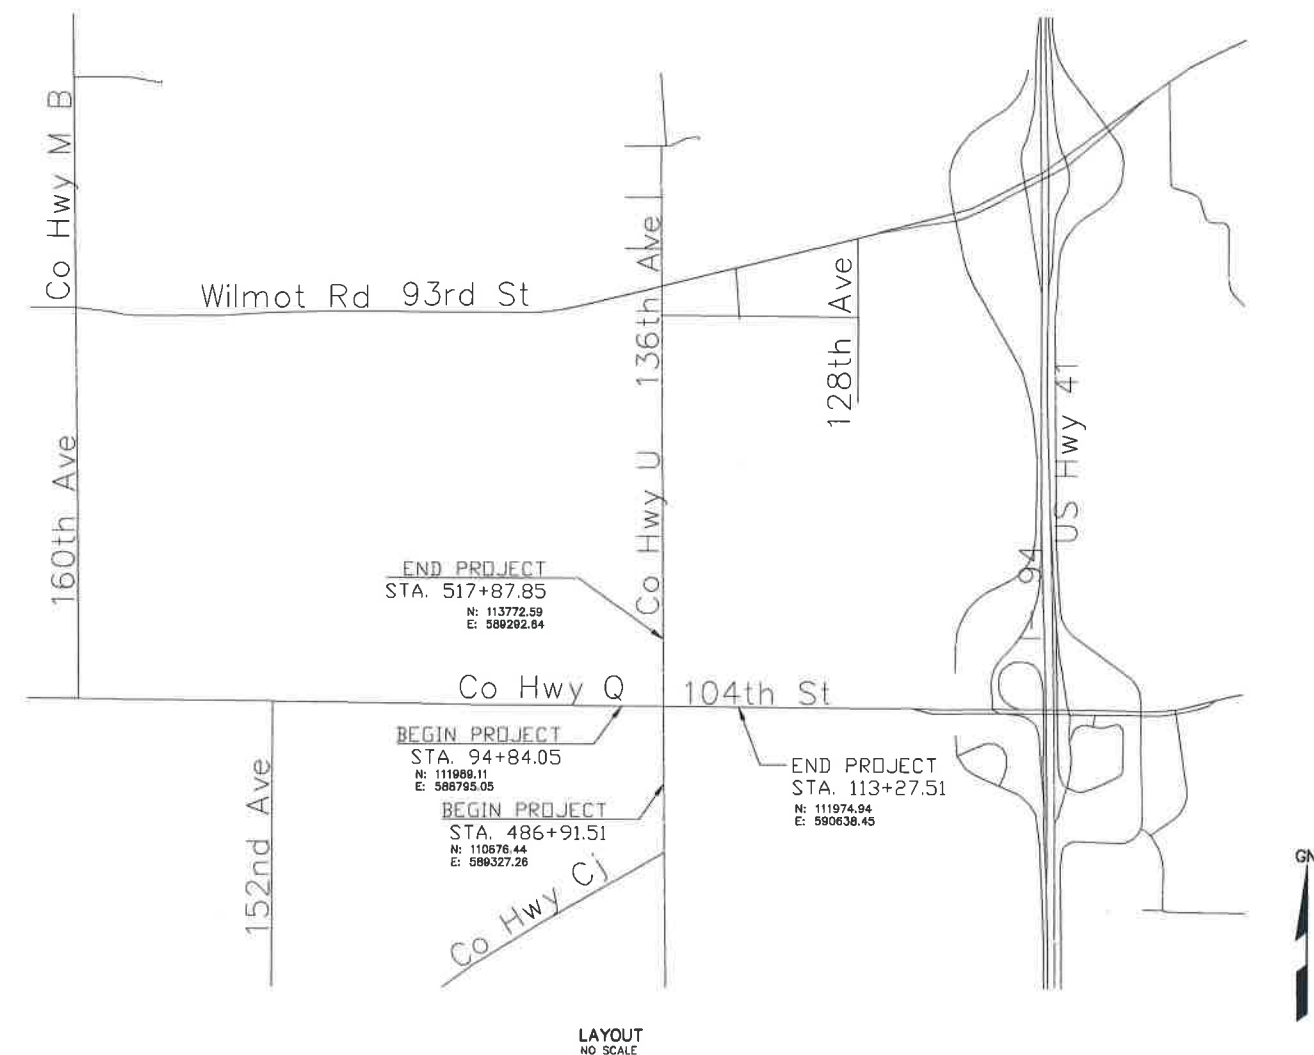 Co Hwy M B
Wilmot Rd 93rd St
136th Ave
128th Ave
US Hwy 41
I-94
160th Ave
Co Hwy U
END PROJECT
STA. 517+87.85
N: 113772.59
E: 589292.64
Co Hwy Q
104th St
BEGIN PROJECT
STA. 94+84.05
N: 111989.11
E: 588795.05
END PROJECT
STA. 113+27.51
N: 111974.94
E: 590638.45
BEGIN PROJECT
STA. 486+91.51
N: 110676.44
E: 589327.26
152nd Ave
Co Hwy Cj
GN
LAYOUT
NO SCALE